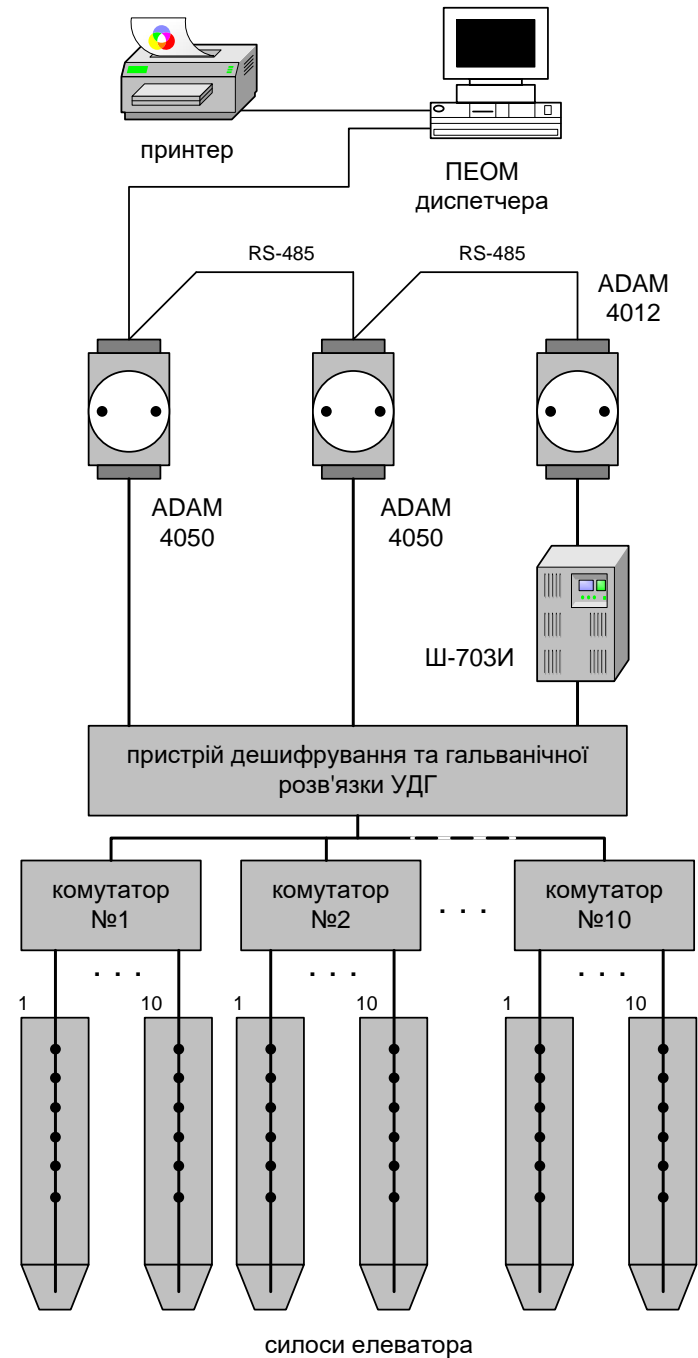 принтер
ПЕОМ
диспетчера
RS-485
RS-485
ADAM
4012
ADAM
4050
ADAM
4050
Ш-703И
пристрій дешифрування та гальванічної
розв'язки УДГ
комутатор
№1
комутатор
№2
. . .
комутатор
№10
. . .
. . .
. . .
1
10
1
10
1
10
силоси елеватора